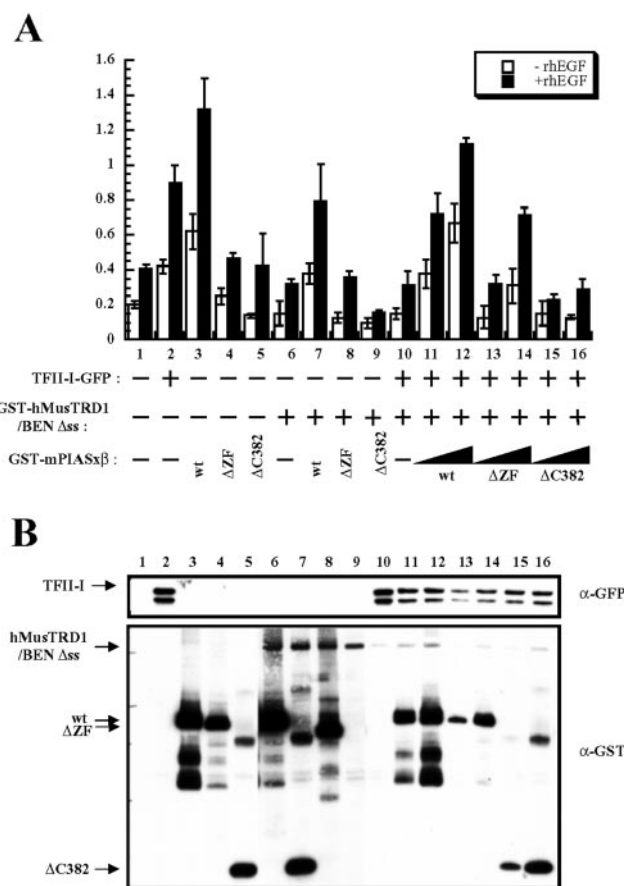 A
- rhEGF
+rhEGF
1.6
1.4
1.2
1
0.8
0.6
0.4
0.2
0
1 2 3 4 5 6 7 8 9 10 11 12 13 14 15 16
TFII-I-GFP : — + — — — — — — — + + + + + + +
GST-hMusTRD1
/BEN Δss : — — — — — + + + + + + + + + + +
GST-mPIASxβ : — — wt ΔZF ΔC382 — wt ΔZF ΔC382 — wt ΔZF ΔC382
B
1 2 3 4 5 6 7 8 9 10 11 12 13 14 15 16
TFII-I
α-GFP
hMusTRD1
/BEN Δss
wt
ΔZF
α-GST
ΔC382